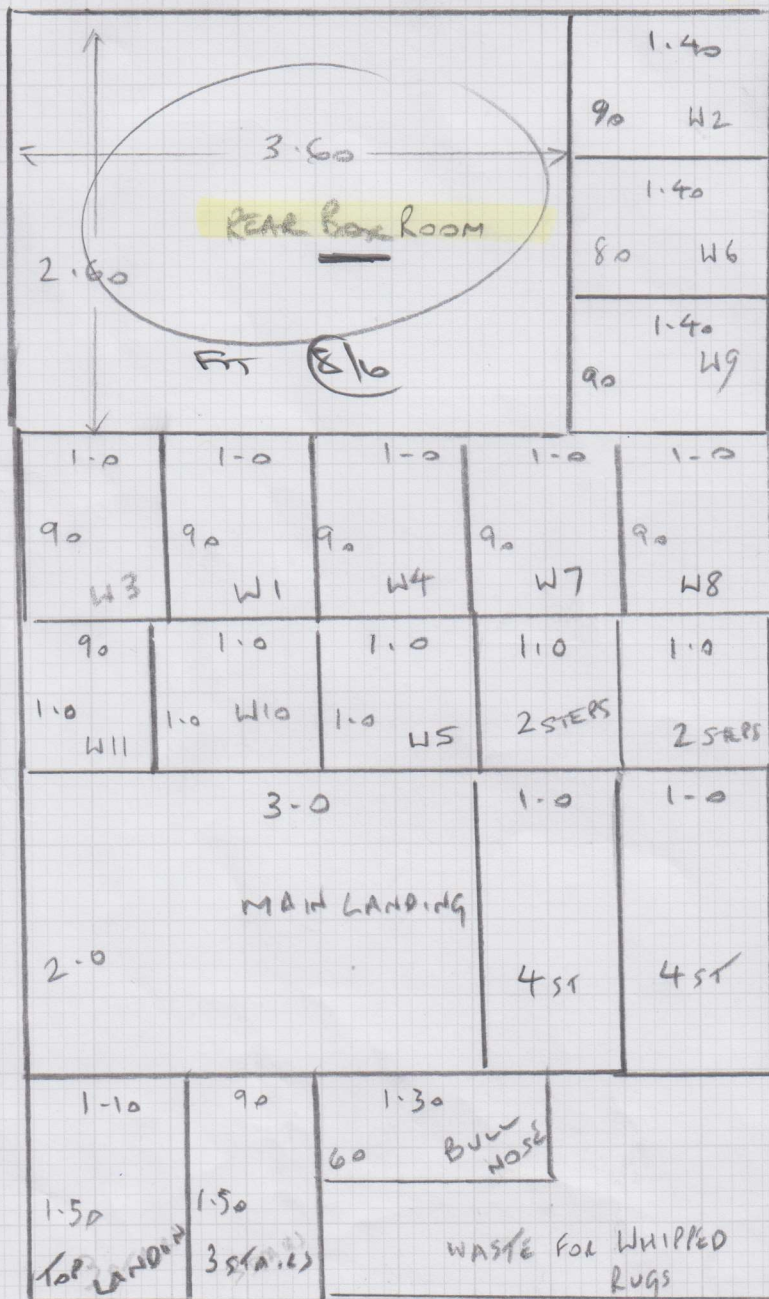 1.40
90 W2
3.60
1.40
REAR BOX ROOM
80 W6
2.60
1.40
90 W9
FIT 8/6
1.0 1-0 1-0 1-0 1-0
90 90 90 90 90
W3 W1 W4 W7 W8
90 1.0 1.0 1.0 1.0
1.0 W11 1.0 W10 1.0 W5 2 STEPS 2 STEPS
3-0 1-0 1-0
MAIN LANDING
2.0 4 ST 4 ST
1-10 90 1.30
60 BULL NOSE
1.50 1.50
TOP LANDON 3 STAIRS
WASTE FOR WHIPPED
RUGS